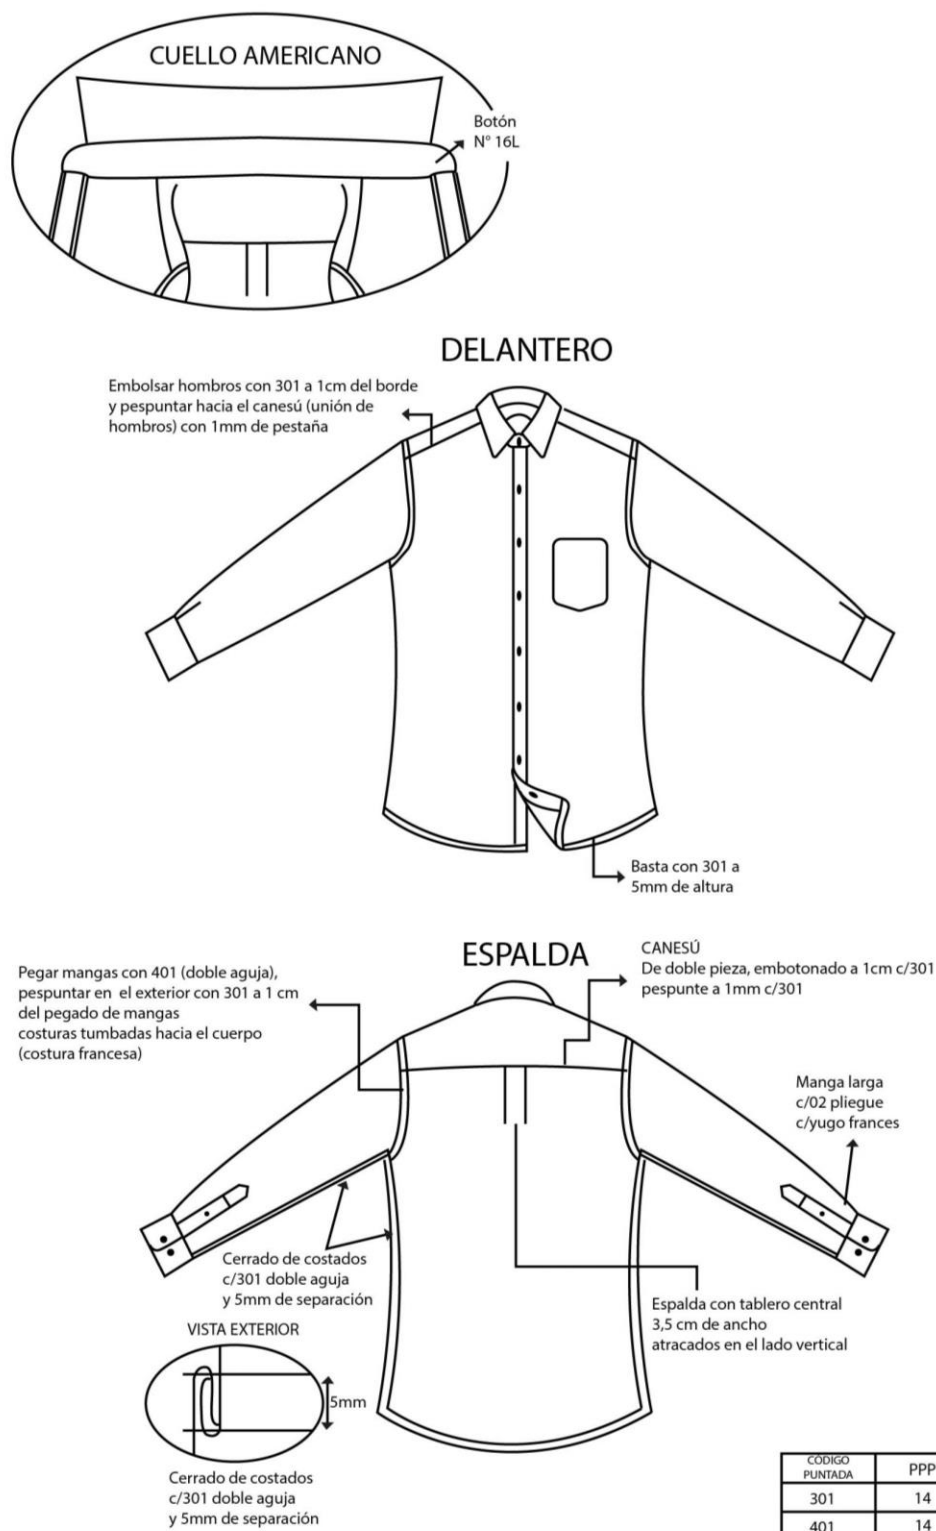 CUELLO AMERICANO
Botón
N° 16L
DELANTERO
Embolsar hombros con 301 a 1cm del borde
y pespuntar hacia el canesú (unión de
hombros) con 1mm de pestaña
Basta con 301 a
5mm de altura
ESPALDA
CANESÚ
De doble pieza, embotonado a 1cm c/301
pespunte a 1mm c/301
Pegar mangas con 401 (doble aguja),
pespuntar en el exterior con 301 a 1 cm
del pegado de mangas
costuras tumbadas hacia el cuerpo
(costura francesa)
Manga larga
c/02 pliegue
c/yugo frances
Cerrado de costados
c/301 doble aguja
y 5mm de separación
Espalda con tablero central
3,5 cm de ancho
atracados en el lado vertical
VISTA EXTERIOR
5mm
Cerrado de costados
c/301 doble aguja
y 5mm de separación
CÓDIGO
PUNTADA
PPP
301 14
401 14